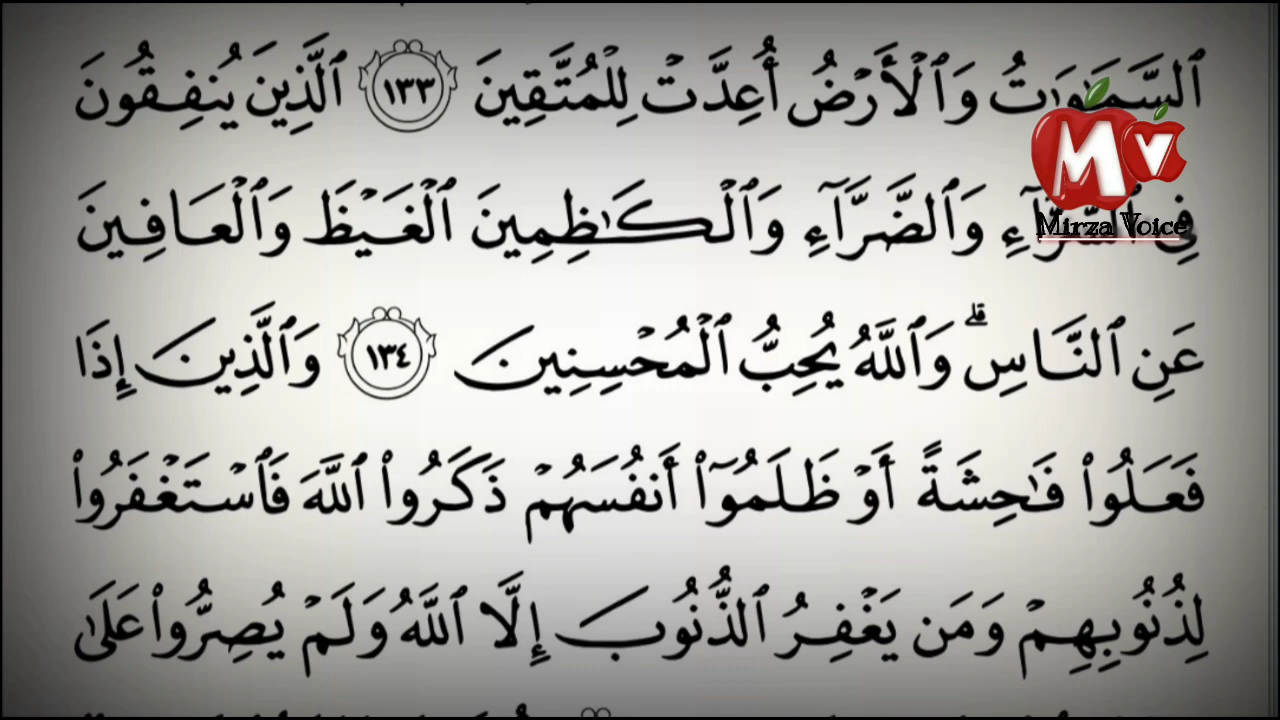 ٱلسَّمَٰوَٰتُ وَٱلۡأَرۡضُ أُعِدَّتۡ لِلۡمُتَّقِينَ ١٣٣ ٱلَّذِينَ يُنفِقُونَ
فِي ٱلسَّرَّآءِ وَٱلضَّرَّآءِ وَٱلۡكَٰظِمِينَ ٱلۡغَيۡظَ وَٱلۡعَافِينَ
عَنِ ٱلنَّاسِۗ وَٱللَّهُ يُحِبُّ ٱلۡمُحۡسِنِينَ ١٣٤ وَٱلَّذِينَ إِذَا
فَعَلُواْ فَٰحِشَةً أَوۡ ظَلَمُوٓاْ أَنفُسَهُمۡ ذَكَرُواْ ٱللَّهَ فَٱسۡتَغۡفَرُواْ
لِذُنُوبِهِمۡ وَمَن يَغۡفِرُ ٱلذُّنُوبَ إِلَّا ٱللَّهُ وَلَمۡ يُصِرُّواْ عَلَىٰ
Mv
Mirza Voice